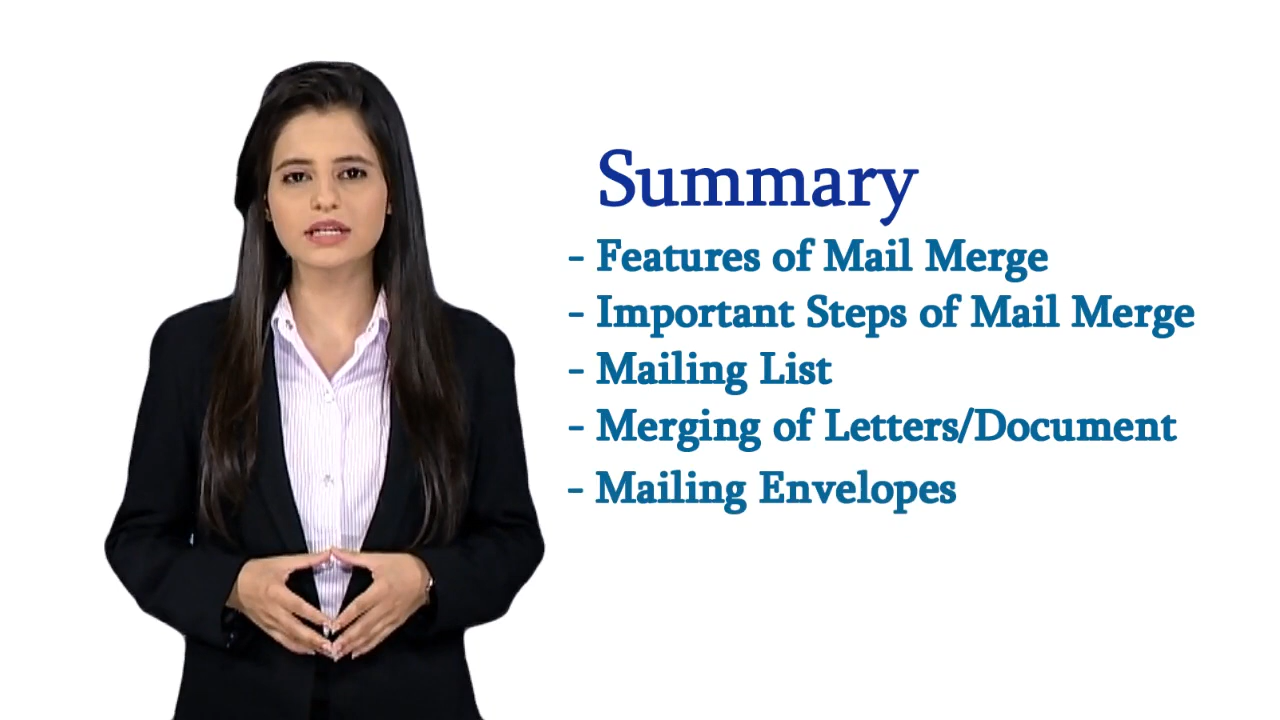 Summary
- Features of Mail Merge
- Important Steps of Mail Merge
- Mailing List
- Merging of Letters/Document
- Mailing Envelopes